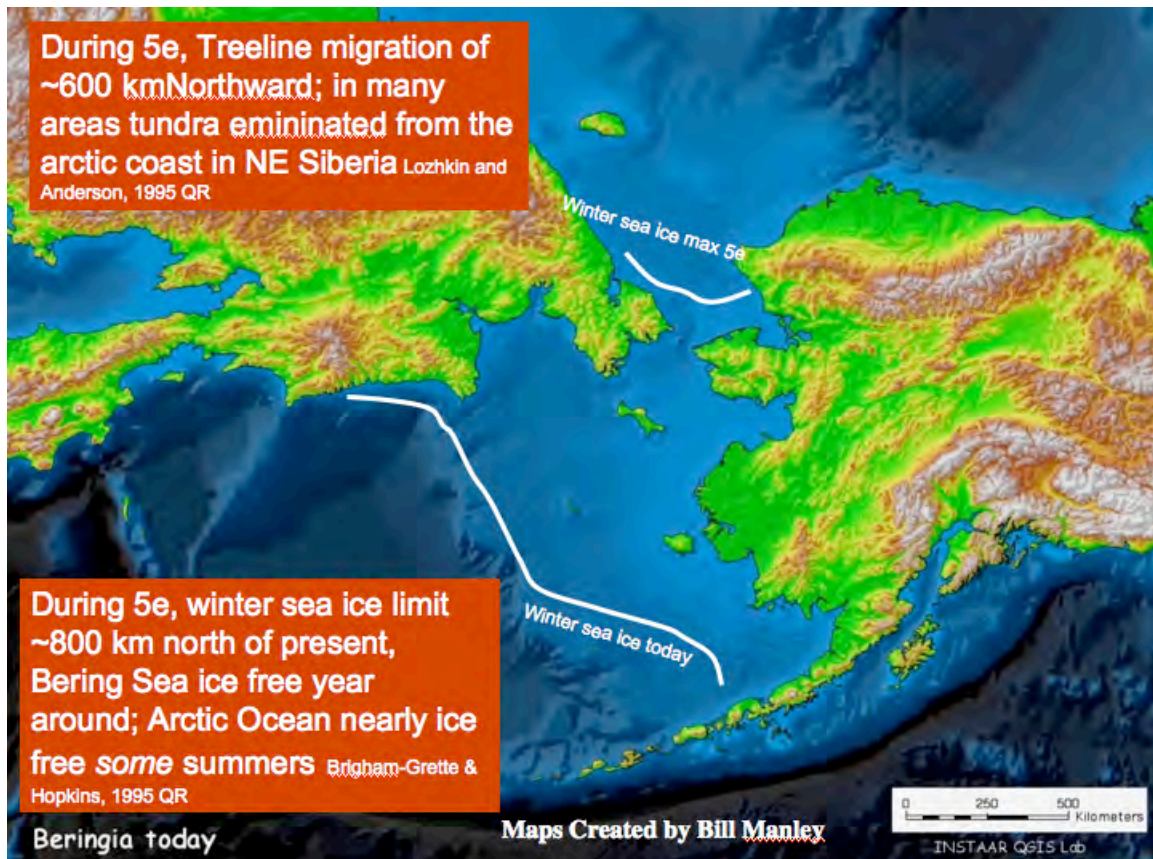 During 5e, Treeline migration of
~600 kmNorthward; in many
areas tundra emininated from the
arctic coast in NE Siberia Lozhkin and
Anderson, 1995 QR
Winter sea ice max 5e
Winter sea ice today
During 5e, winter sea ice limit
~800 km north of present,
Bering Sea ice free year
around; Arctic Ocean nearly ice
free some summers Brigham-Grette &
Hopkins, 1995 QR
0 250 500
Kilometers
Beringia today
Maps Created by Bill Manley
INSTAAR QGIS Lab